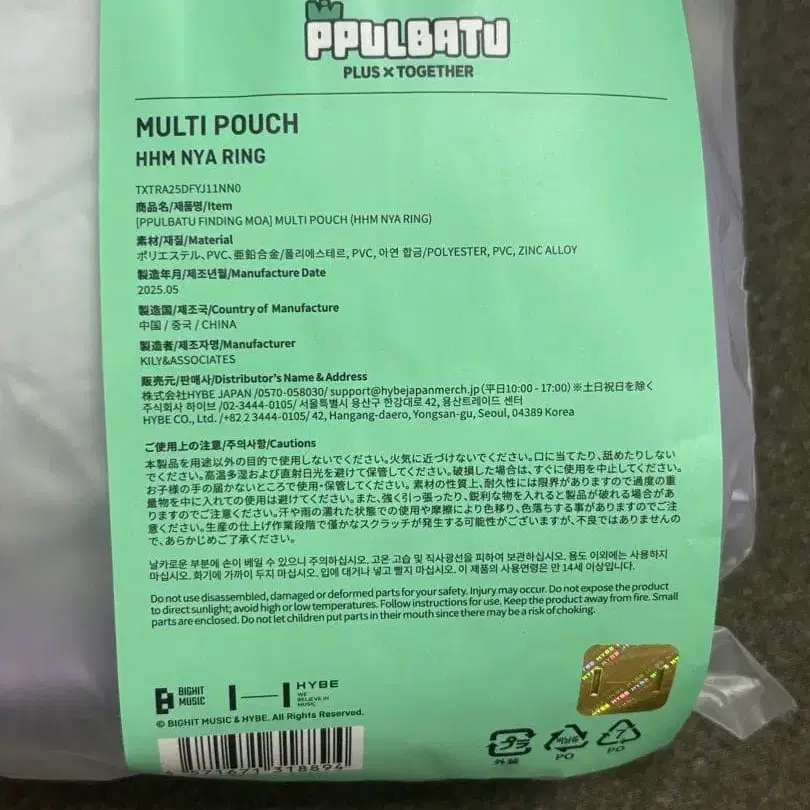 PPULBATU
PLUS × TOGETHER
MULTI POUCH
HHM NYA RING
TXTRA25DFYJ11NN0
商品名/제품명/Item
[PPULBATU FINDING MOA] MULTI POUCH (HHM NYA RING)
素材/재질/Material
ポリエステル、PVC、亜鉛合金/폴리에스테르, PVC, 아연 합금/POLYESTER, PVC, ZINC ALLOY
製造年月/제조년월/Manufacture Date
2025.05
製造国/제조국/Country of Manufacture
中国 / 중국 / CHINA
製造者/제조자명/Manufacturer
KILY&ASSOCIATES
販売元/판매사/Distributor's Name & Address
株式会社HYBE JAPAN /0570-058030/ support@hybejapanmerch.jp (平日10:00 - 17:00) ※土日祝日を除く
주식회사 하이브 /02-3444-0105/ 서울특별시 용산구 한강대로 42, 용산트레이드 센터
HYBE CO., Ltd. /+82 2 3444-0105/ 42, Hangang-daero, Yongsan-gu, Seoul, 04389 Korea
ご使用上の注意/주의사항/Cautions
本製品を用途以外の目的で使用しないでください。火気に近づけないでください。口に当てたり、舐めたりしない
でください。高温多湿および直射日光を避けて保管してください。破損した場合は、すぐに使用を中止してください。
お子様の手の届かないところで使用・保管してください。素材の性質上、耐久性には限界がありますので過度の重
量物を中に入れての使用は避けてください。また、強く引っ張ったり、鋭利な物を入れると製品が破れる場合があ
りますのでご注意ください。汗や雨の濡れた状態での使用や摩擦により色移り、色落ちする事がありますのでご注
意ください。生産の仕上げ作業段階で僅かなスクラッチが発生する可能性がございますが、不良ではありませんの
で、あらかじめご了承ください。
날카로운 부분에 손이 베일 수 있으니 주의하십시오. 고온 고습 및 직사광선을 피하여 보관하십시오. 용도 이외에는 사용하지
마십시오. 화기에 가까이 두지 마십시오. 입에 대거나 넣고 빨지 마십시오. 이 제품의 사용연령은 만 14세 이상입니다.
Do not use disassembled, damaged or deformed parts for your safety. Injury may occur. Do not expose the product
to direct sunlight; avoid high or low temperatures. Follow instructions for use. Keep the product away from fire. Small
parts are enclosed. Do not let children put parts in their mouth since there may be a risk of choking.
BIGHIT
MUSIC
HYBE
WE
BELIEVE IN
MUSIC
© BIGHIT MUSIC & HYBE. All Rights Reserved.
HYBE HYBE
プラ
外装
비닐류
PO
7
PO